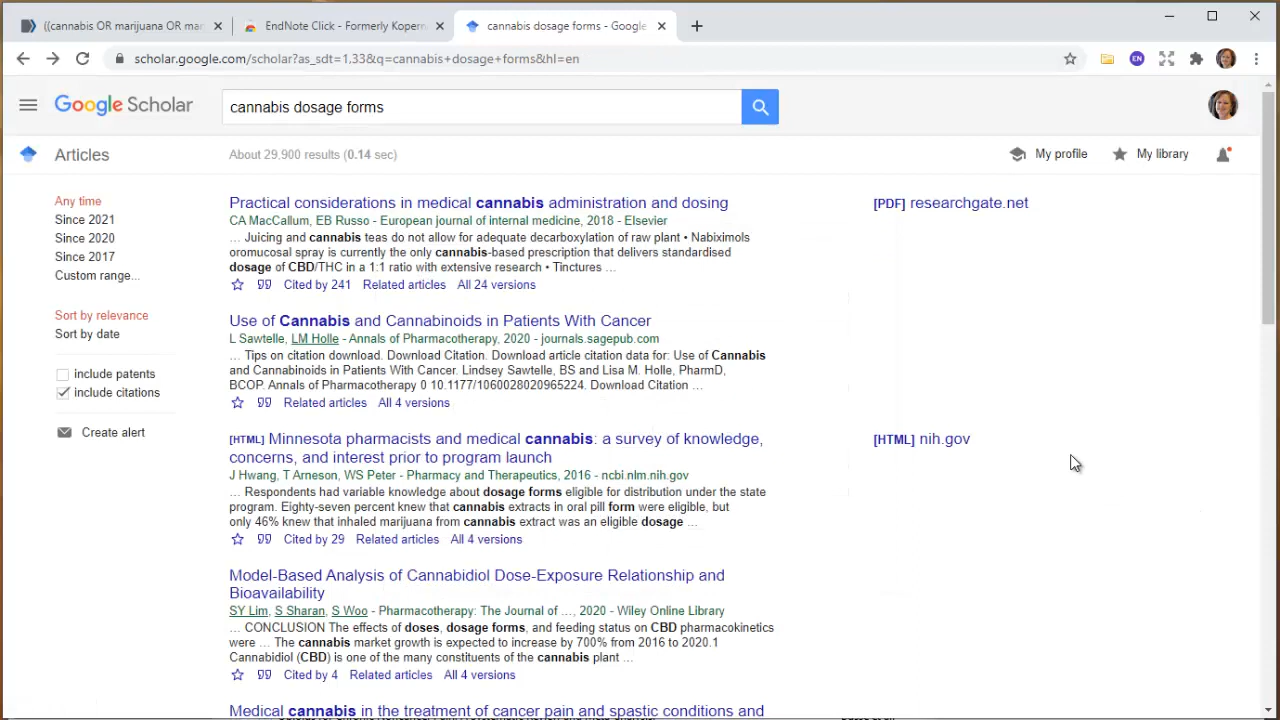 ((cannabis OR marijuana OR mar
EndNote Click - Formerly Kopern
cannabis dosage forms - Google
scholar.google.com/scholar?as_sdt=1,33&q=cannabis+dosage+forms&hl=en
EN
Google Scholar
cannabis dosage forms
Articles
About 29,900 results (0.14 sec)
My profile
My library
Any time
Since 2021
Since 2020
Since 2017
Custom range...
Sort by relevance
Sort by date
include patents
include citations
Create alert
Practical considerations in medical cannabis administration and dosing
[PDF] researchgate.net
CA MacCallum, EB Russo - European journal of internal medicine, 2018 - Elsevier
... Juicing and cannabis teas do not allow for adequate decarboxylation of raw plant • Nabiximols
oromucosal spray is currently the only cannabis-based prescription that delivers standardised
dosage of CBD/THC in a 1:1 ratio with extensive research • Tinctures ...
Cited by 241 Related articles All 24 versions
Use of Cannabis and Cannabinoids in Patients With Cancer
L Sawtelle, LM Holle - Annals of Pharmacotherapy, 2020 - journals.sagepub.com
... Tips on citation download. Download Citation. Download article citation data for: Use of Cannabis
and Cannabinoids in Patients With Cancer. Lindsey Sawtelle, BS and Lisa M. Holle, PharmD,
BCOP. Annals of Pharmacotherapy 0 10.1177/1060028020965224. Download Citation ...
Related articles All 4 versions
[HTML] Minnesota pharmacists and medical cannabis: a survey of knowledge,
concerns, and interest prior to program launch
[HTML] nih.gov
J Hwang, T Arneson, WS Peter - Pharmacy and Therapeutics, 2016 - ncbi.nlm.nih.gov
... Respondents had variable knowledge about dosage forms eligible for distribution under the state
program. Eighty-seven percent knew that cannabis extracts in oral pill form were eligible, but
only 46% knew that inhaled marijuana from cannabis extract was an eligible dosage ...
Cited by 29 Related articles All 4 versions
Model-Based Analysis of Cannabidiol Dose-Exposure Relationship and
Bioavailability
SY Lim, S Sharan, S Woo - Pharmacotherapy: The Journal of ..., 2020 - Wiley Online Library
... CONCLUSION The effects of doses, dosage forms, and feeding status on CBD pharmacokinetics
were ... The cannabis market growth is expected to increase by 700% from 2016 to 2020.1
Cannabidiol (CBD) is one of the many constituents of the cannabis plant ...
Cited by 4 Related articles All 4 versions
Medical cannabis in the treatment of cancer pain and spastic conditions and